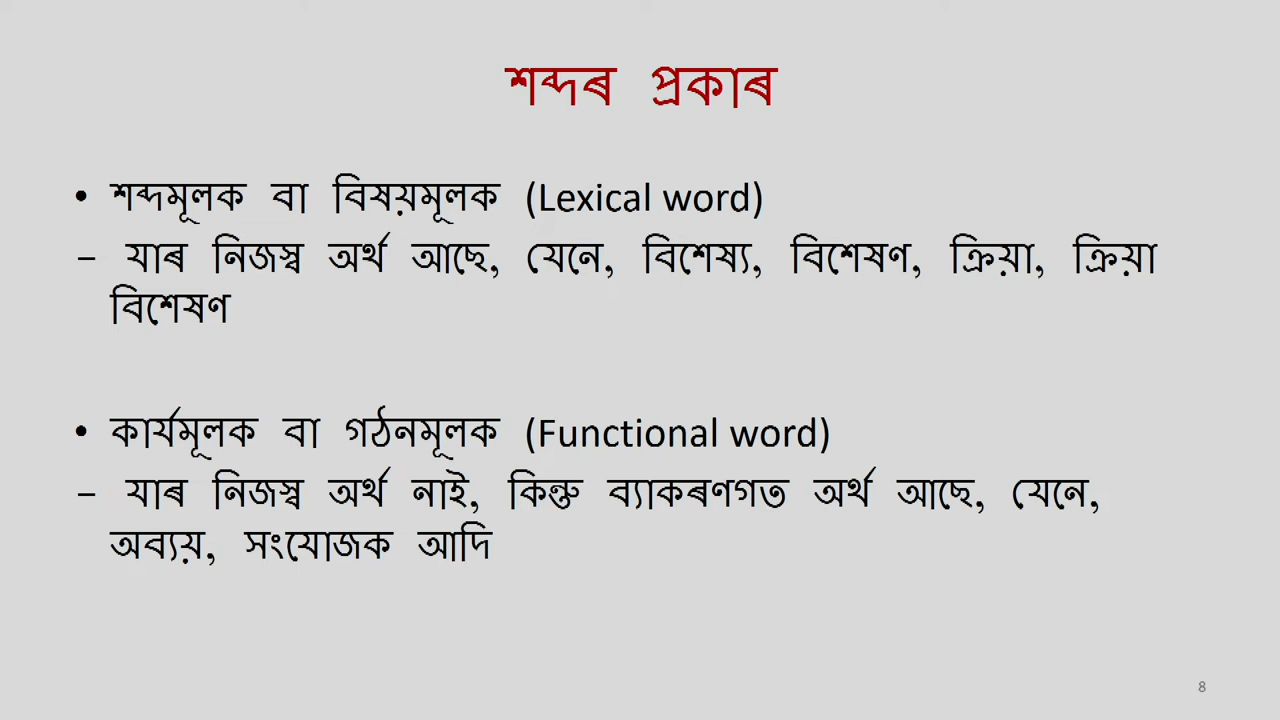 শব্দৰ প্ৰকাৰ
• শব্দমূলক বা বিষয়মূলক (Lexical word)
– যাৰ নিজস্ব অৰ্থ আছে, যেনে, বিশেষ্য, বিশেষণ, ক্ৰিয়া, ক্ৰিয়া
বিশেষণ
• কাৰ্যমূলক বা গঠনমূলক (Functional word)
– যাৰ নিজস্ব অৰ্থ নাই, কিন্তু ব্যাকৰণগত অৰ্থ আছে, যেনে,
অব্যয়, সংযোজক আদি
8